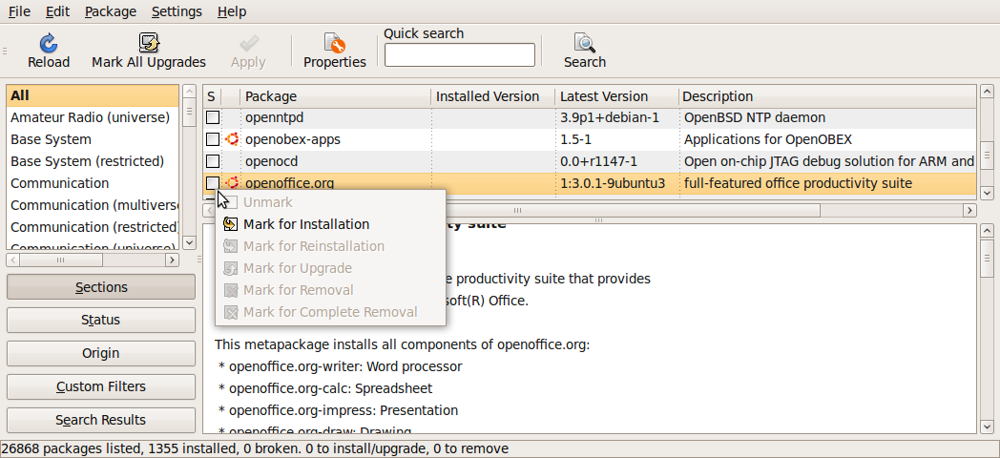 File Edit Package Settings Help
Quick search
Reload Mark All Upgrades Apply Properties Search
All
Amateur Radio (universe)
Base System
Base System (restricted)
Communication
Communication (multivers
Communication (restricted)
Communication (universe)
Sections
Status
Origin
Custom Filters
Search Results
S Package Installed Version Latest Version Description
openntpd 3.9p1+debian-1 OpenBSD NTP daemon
openobex-apps 1.5-1 Applications for OpenOBEX
openocd 0.0+r1147-1 Open on-chip JTAG debug solution for ARM and
openoffice.org 1:3.0.1-9ubuntu3 full-featured office productivity suite
Unmark
Mark for Installation
Mark for Reinstallation
Mark for Upgrade
Mark for Removal
Mark for Complete Removal
ty suite
e productivity suite that provides
soft(R) Office.
This metapackage installs all components of openoffice.org:
* openoffice.org-writer: Word processor
* openoffice.org-calc: Spreadsheet
* openoffice.org-impress: Presentation
* openoffice.org-draw: Drawing
26868 packages listed, 1355 installed, 0 broken. 0 to install/upgrade, 0 to remove